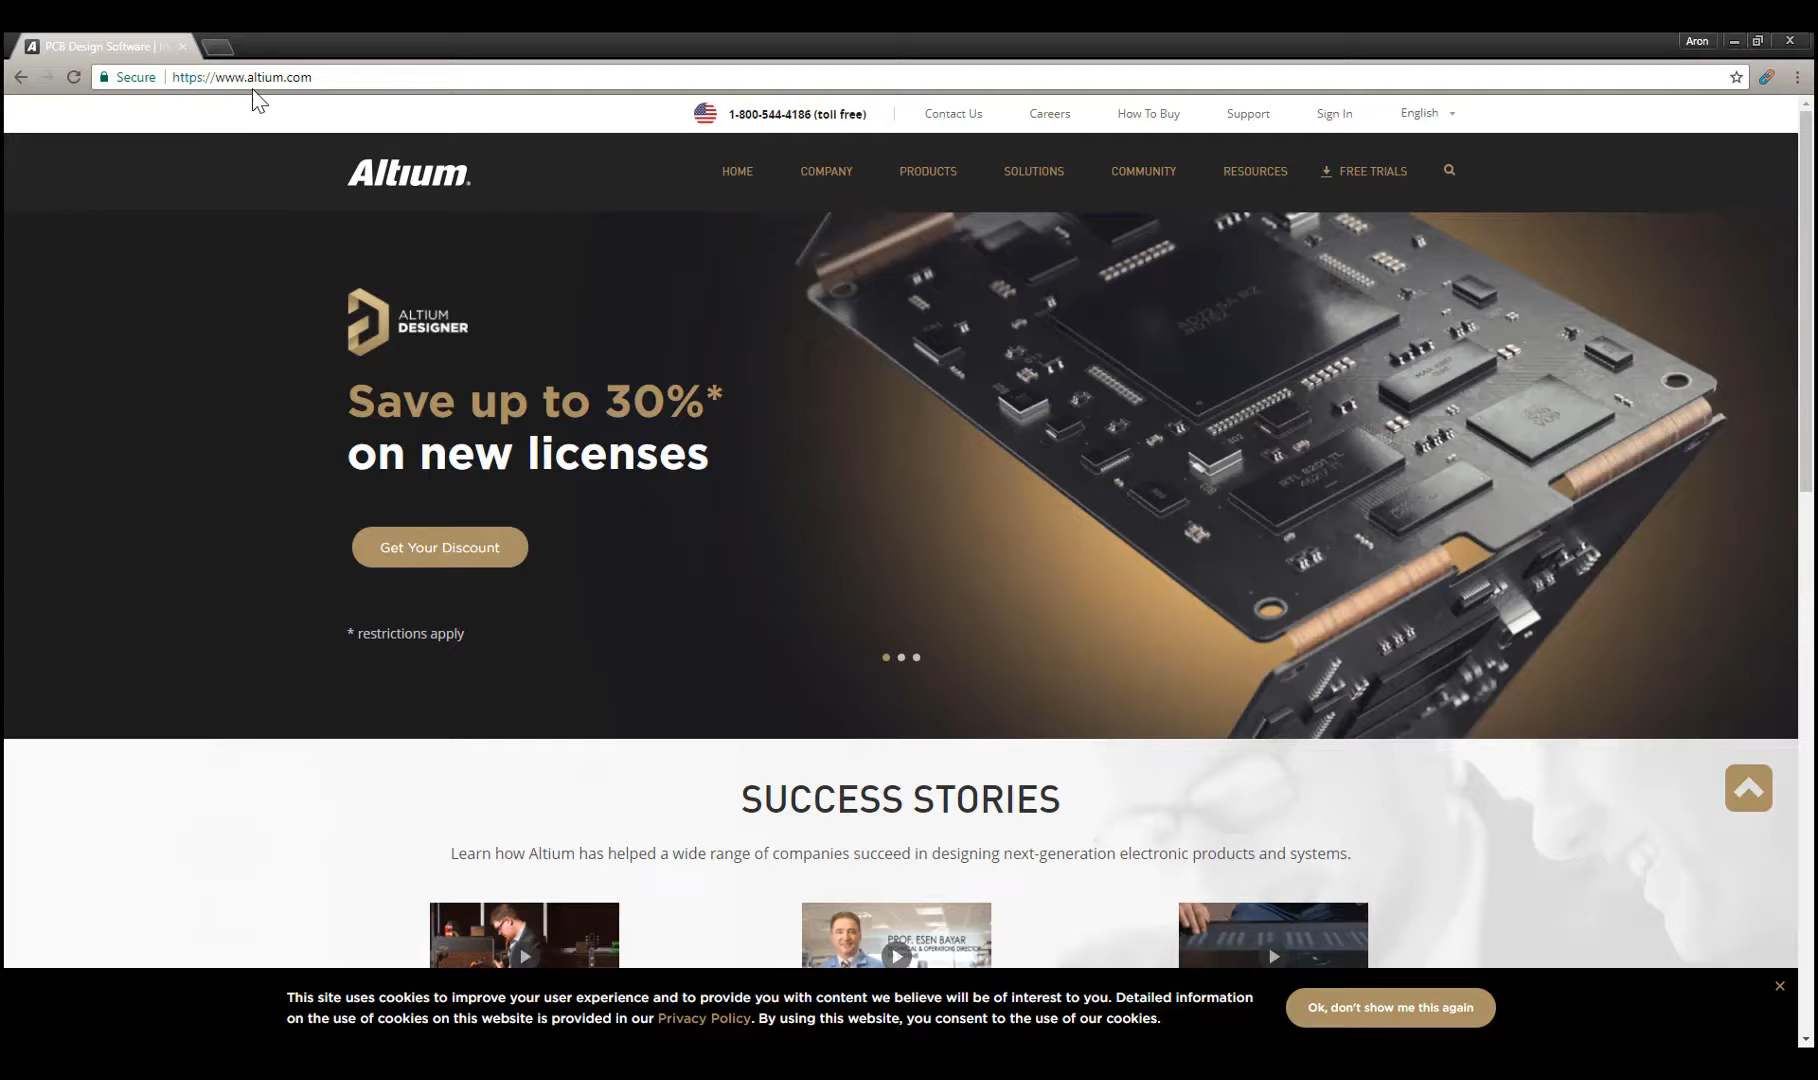 PCB Design Software | In
Aron
Secure https://www.altium.com
1-800-544-4186 (toll free) Contact Us Careers How To Buy Support Sign In English
Altium. HOME COMPANY PRODUCTS SOLUTIONS COMMUNITY RESOURCES FREE TRIALS
ALTIUM
DESIGNER
Save up to 30%*
on new licenses
Get Your Discount
* restrictions apply
SUCCESS STORIES
Learn how Altium has helped a wide range of companies succeed in designing next-generation electronic products and systems.
PROF. ESEN BAYAR
TECHNICAL & OPERATIONS DIRECTOR
This site uses cookies to improve your user experience and to provide you with content we believe will be of interest to you. Detailed information
on the use of cookies on this website is provided in our Privacy Policy. By using this website, you consent to the use of our cookies.
Ok, don't show me this again